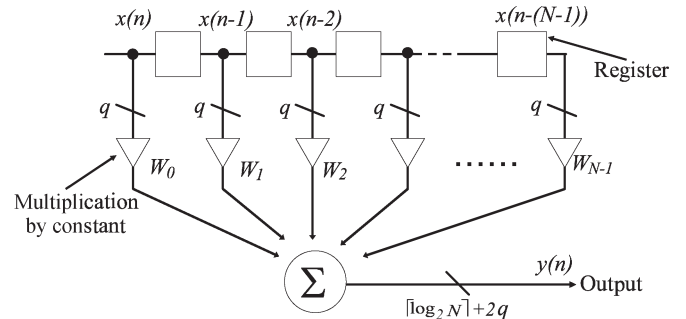 x(n) x(n-1) x(n-2) x(n-(N-1))
Register
q q q q q
W0 W1 W2 ...... WN-1
Multiplication
by constant
Σ
y(n)
Output
⌈log2 N⌉+2q